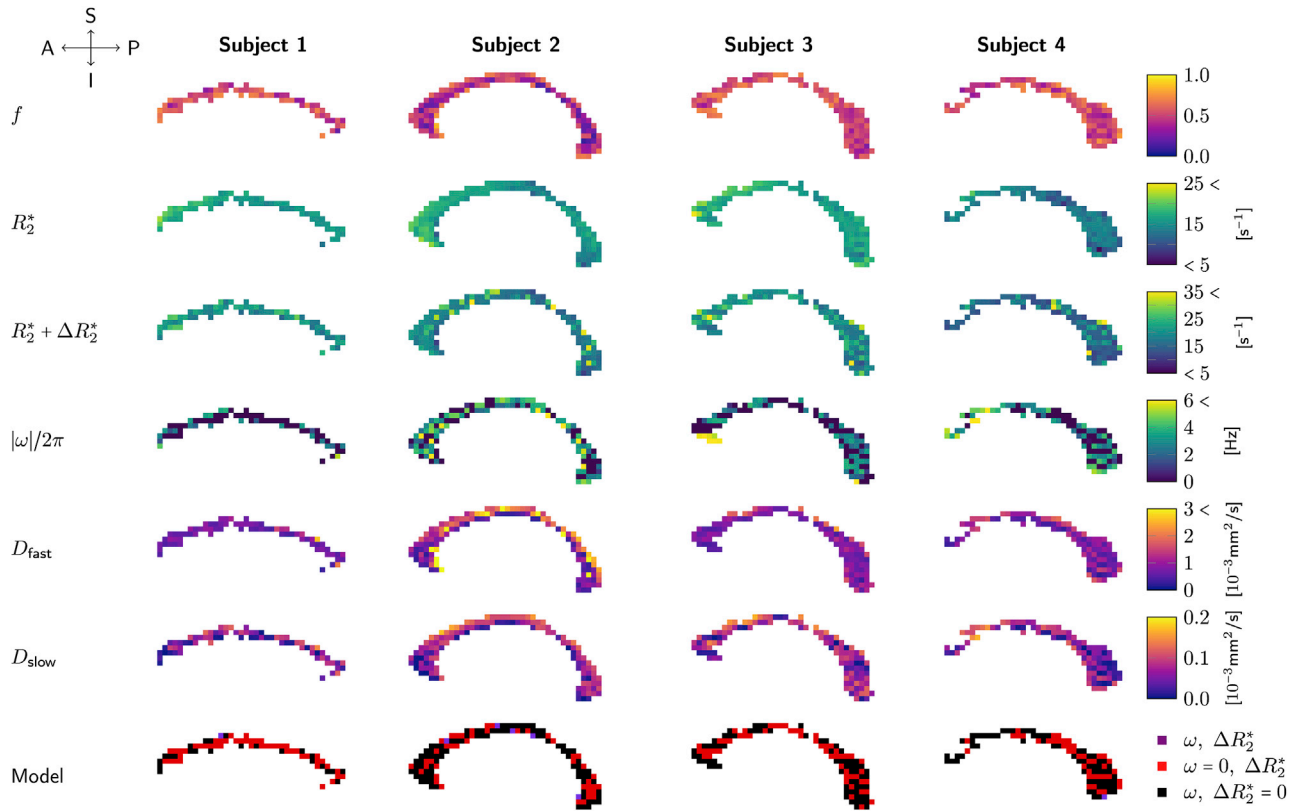 S
A P
I
Subject 1 Subject 2 Subject 3 Subject 4
f 1.0 0.5 0.0
R₂* 25 < 15 < 5 [s⁻¹]
R₂* + ΔR₂* 35 < 25 15 < 5 [s⁻¹]
|ω|/2π 6 < 4 2 0 [Hz]
D_fast 3 < 2 1 0 [10⁻³mm²/s]
D_slow 0.2 0.1 0.0 [10⁻³mm²/s]
Model
ω, ΔR₂*
ω = 0, ΔR₂*
ω, ΔR₂* = 0